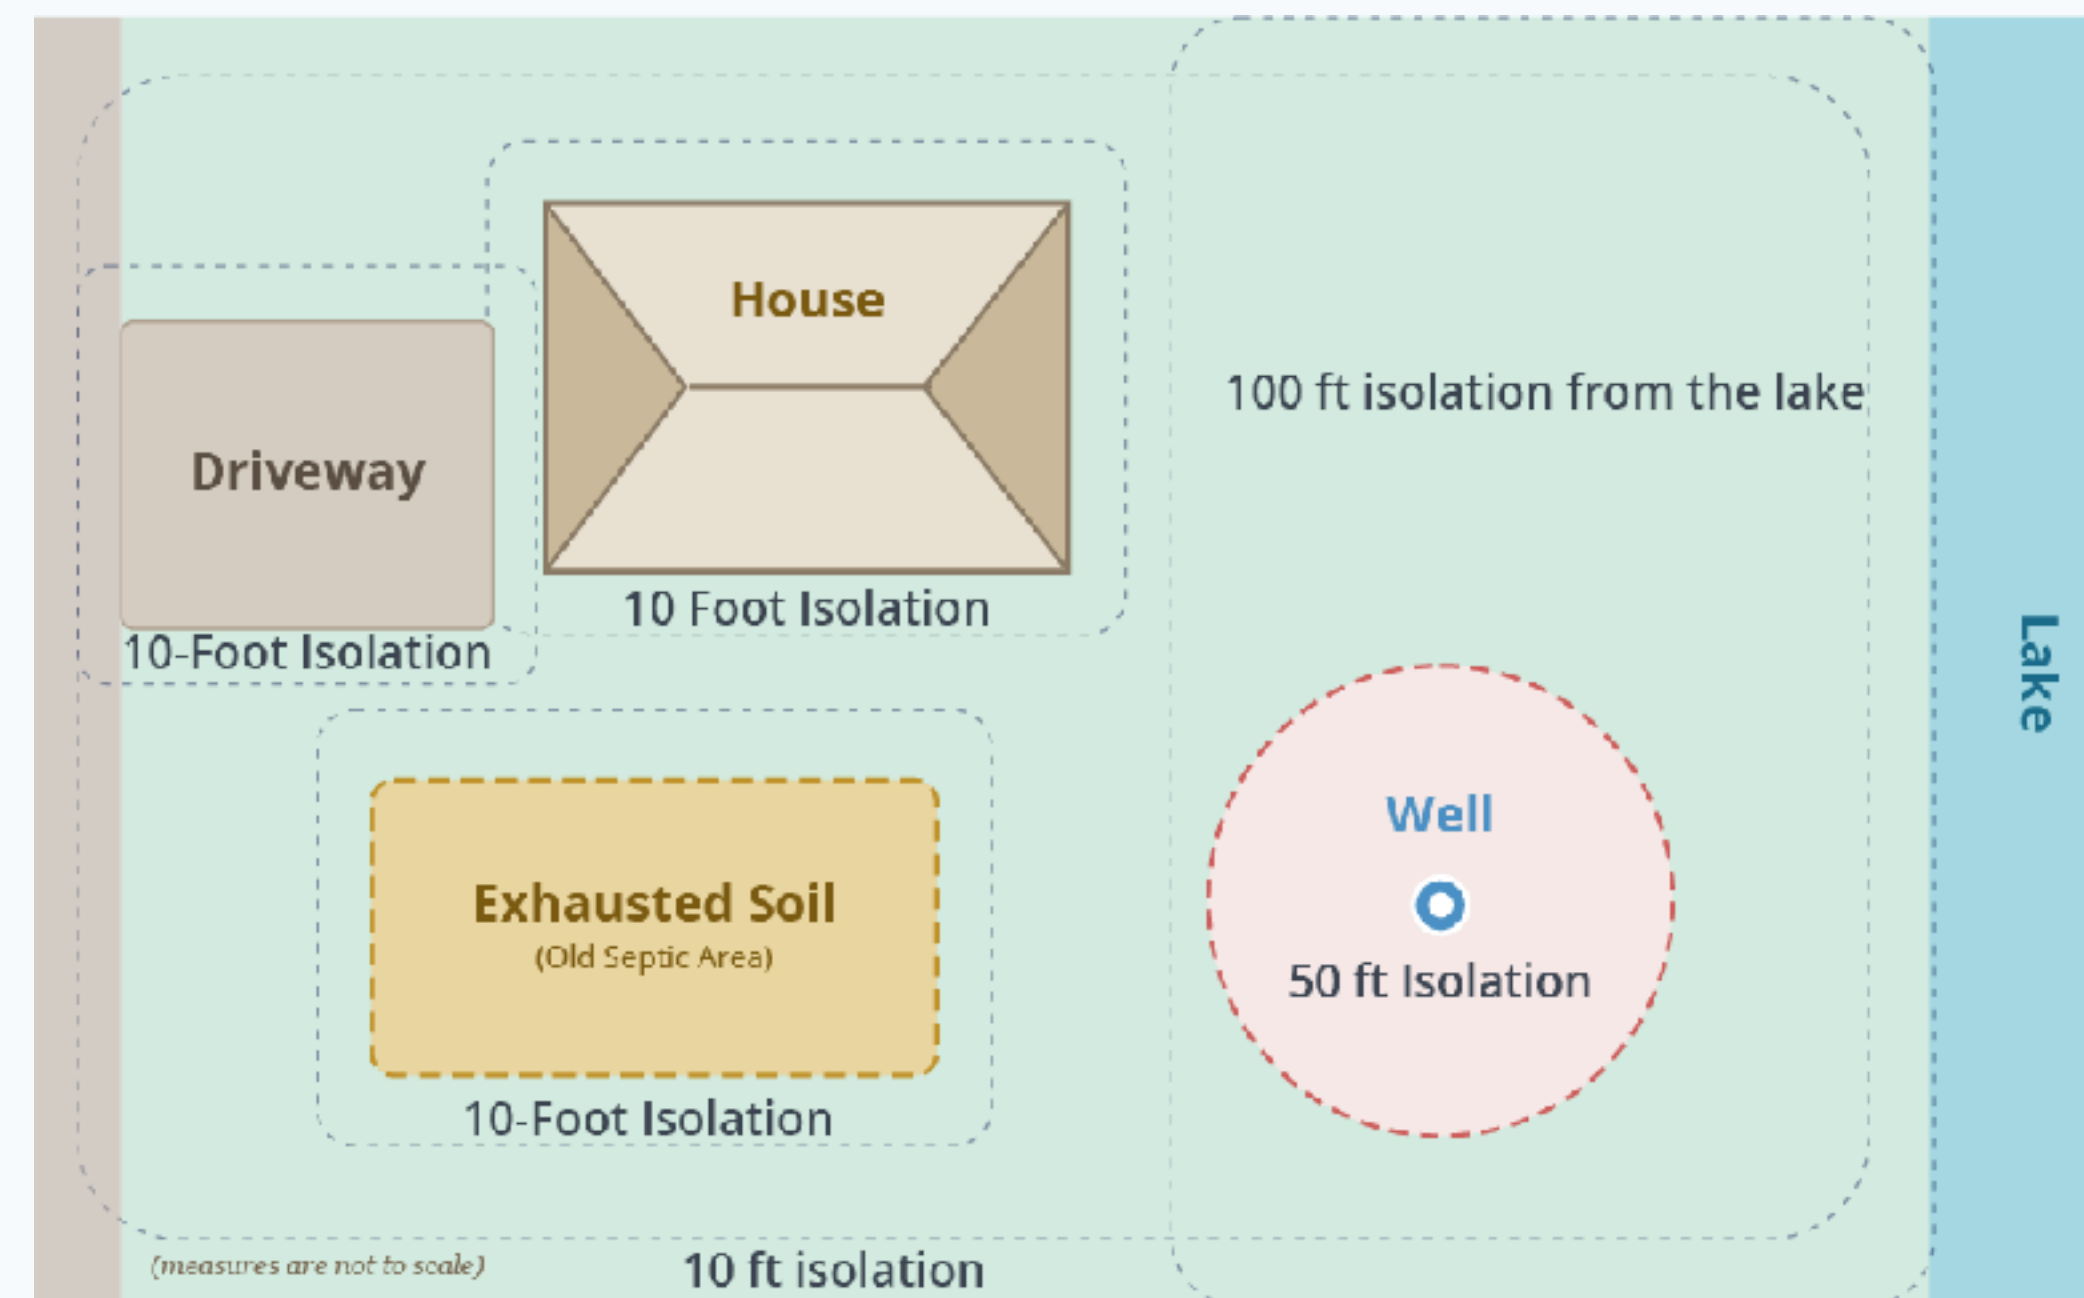 House
100 ft isolation from the lake
Driveway
10 Foot Isolation
10-Foot Isolation
Lake
Well
Exhausted Soil
(Old Septic Area)
50 ft Isolation
10-Foot Isolation
(measures are not to scale)
10 ft isolation